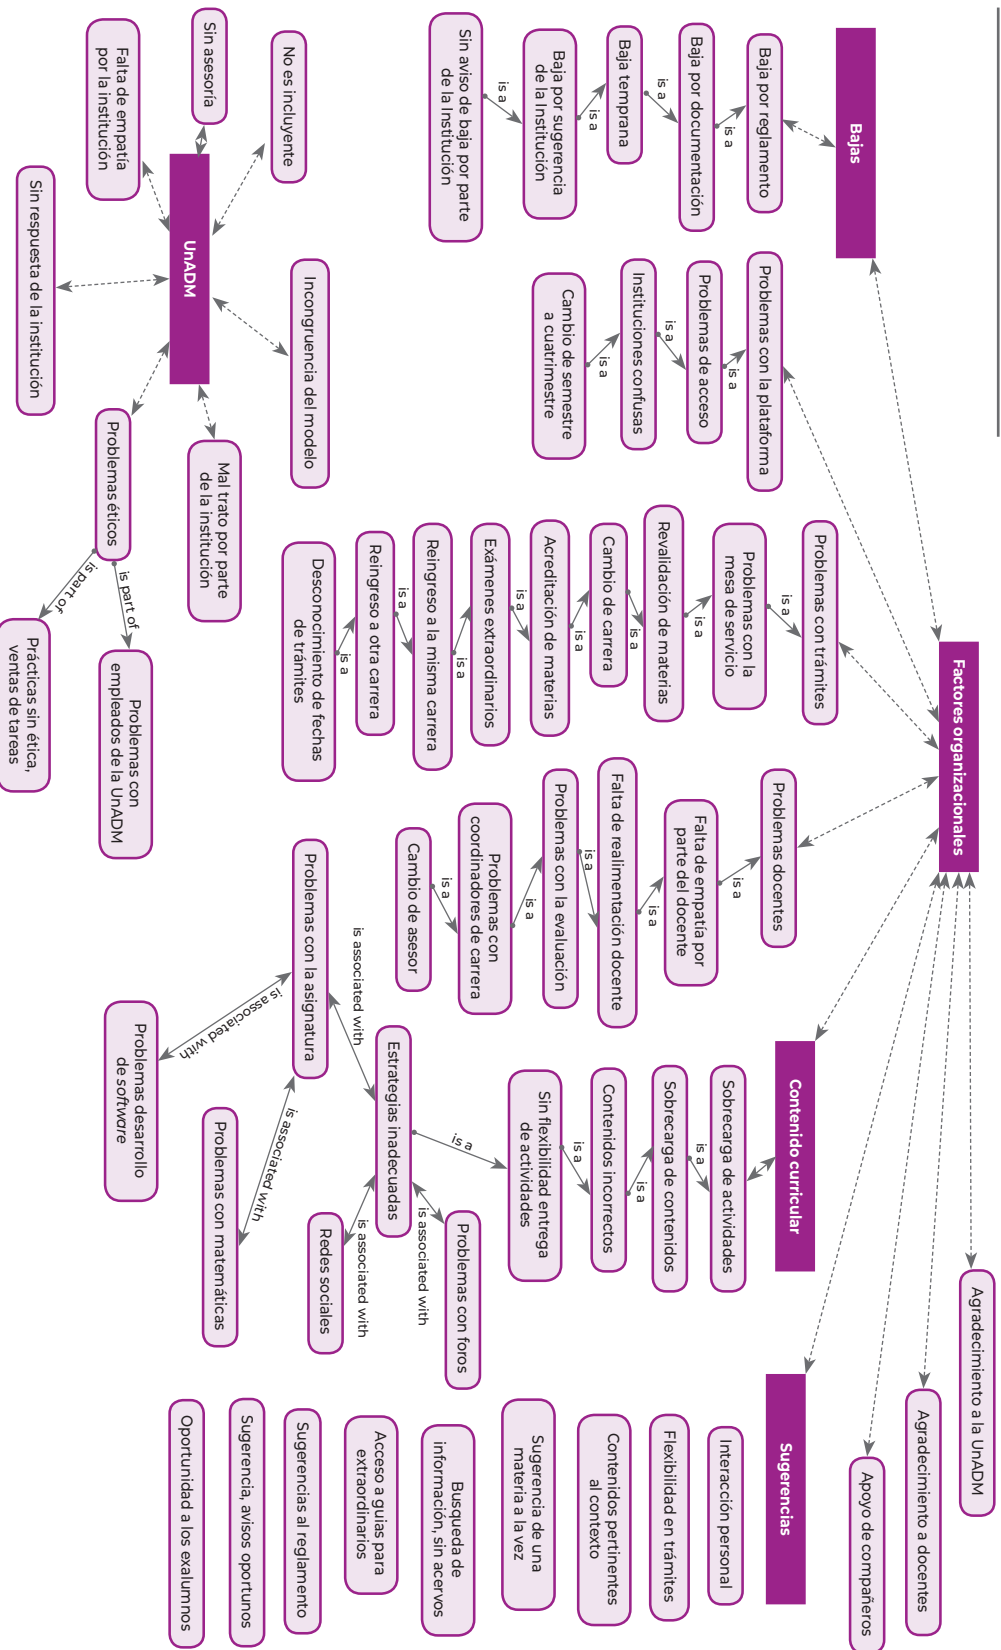 Factores organizacionales
Agradecimiento a la UnADM
Agradecimiento a docentes
Apoyo de compañeros
Bajas
Baja por reglamento
is a
Baja por documentación
is a
Baja temprana
is a
Baja por sugerencia
de la Institución
is a
Sin aviso de baja por parte
de la Institución
Problemas con la plataforma
is a
Problemas de acceso
is a
Instituciones confusas
is a
Cambio de semestre
a cuatrimestre
Problemas con trámites
is a
Problemas con la
mesa de servicio
is a
Revalidación de materias
is a
Cambio de carrera
is a
Acreditación de materias
is a
Exámenes extraordinarios
is a
Reingreso a la misma carrera
is a
Reingreso a otra carrera
is a
Desconocimiento de fechas
de trámites
Problemas docentes
is a
Falta de empatía por
parte del docente
is a
Falta de realimentación docente
is a
Problemas con la evaluación
is a
Problemas con
coordinadores de carrera
is a
Cambio de asesor
Contenido curricular
Sobrecarga de actividades
is a
Sobrecarga de contenidos
is a
Contenidos incorrectos
is a
Sin flexibilidad entrega
de actividades
is a
Estrategias inadecuadas
is associated with
Problemas con foros
is associated with
Redes sociales
is associated with
Problemas con la asignatura
is associated with
Problemas con matemáticas
is associated with
Problemas desarrollo
de software
Sugerencias
Interacción personal
Flexibilidad en trámites
Contenidos pertinentes
al contexto
Sugerencia de una
materia a la vez
Busqueda de
información, sin acervos
Acceso a guias para
extraordinarios
Sugerencias al reglamento
Sugerencia, avisos oportunos
Oportunidad a los exalumnos
UnADM
No es incluyente
Sin asesoría
Falta de empatía
por la institución
Sin respuesta de la institución
Incongruencia del modelo
Mal trato por parte
de la institución
Problemas éticos
is part of
Problemas con
empleados de la UnADM
is part of
Prácticas sin ética,
ventas de tareas